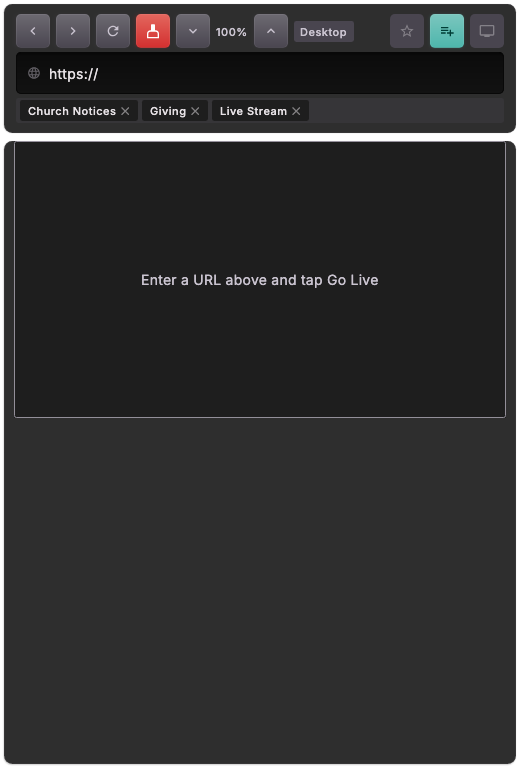 100% Desktop
https://
Church Notices Giving Live Stream
Enter a URL above and tap Go Live